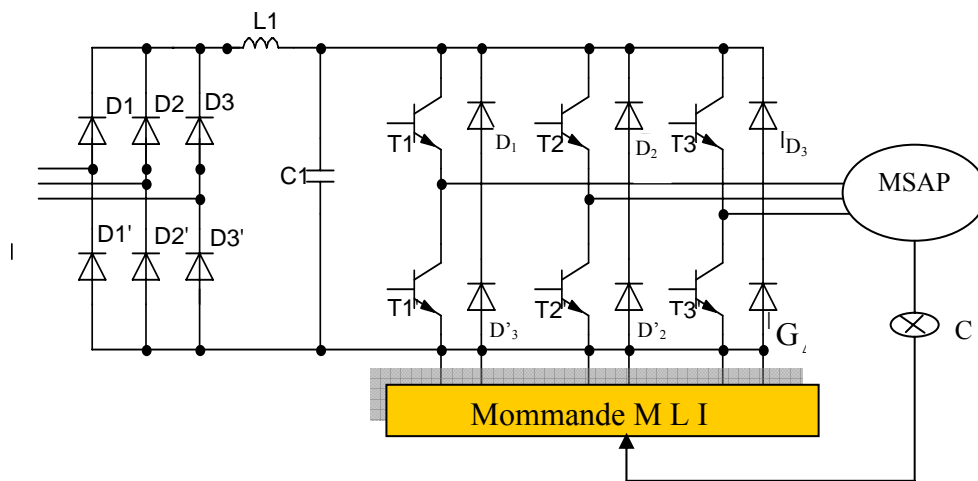 L1
D1 D2 D3
T1 D1 T2 D2 T3 D3
C1
MSAP
D1' D2' D3'
T1' D’3 T2' D’2 T3'
G
C
Mommande M L I